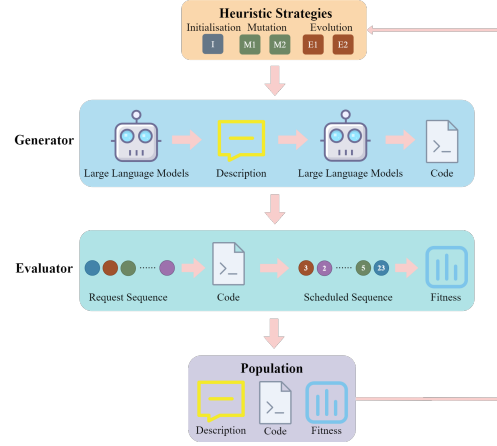 Heuristic Strategies
Initialisation Mutation Evolution
I M1 M2 E1 E2
Generator
Large Language Models Description Large Language Models Code
Evaluator
3 2 ...... 5 23
......
Request Sequence Code Scheduled Sequence Fitness
Population
Description Code Fitness